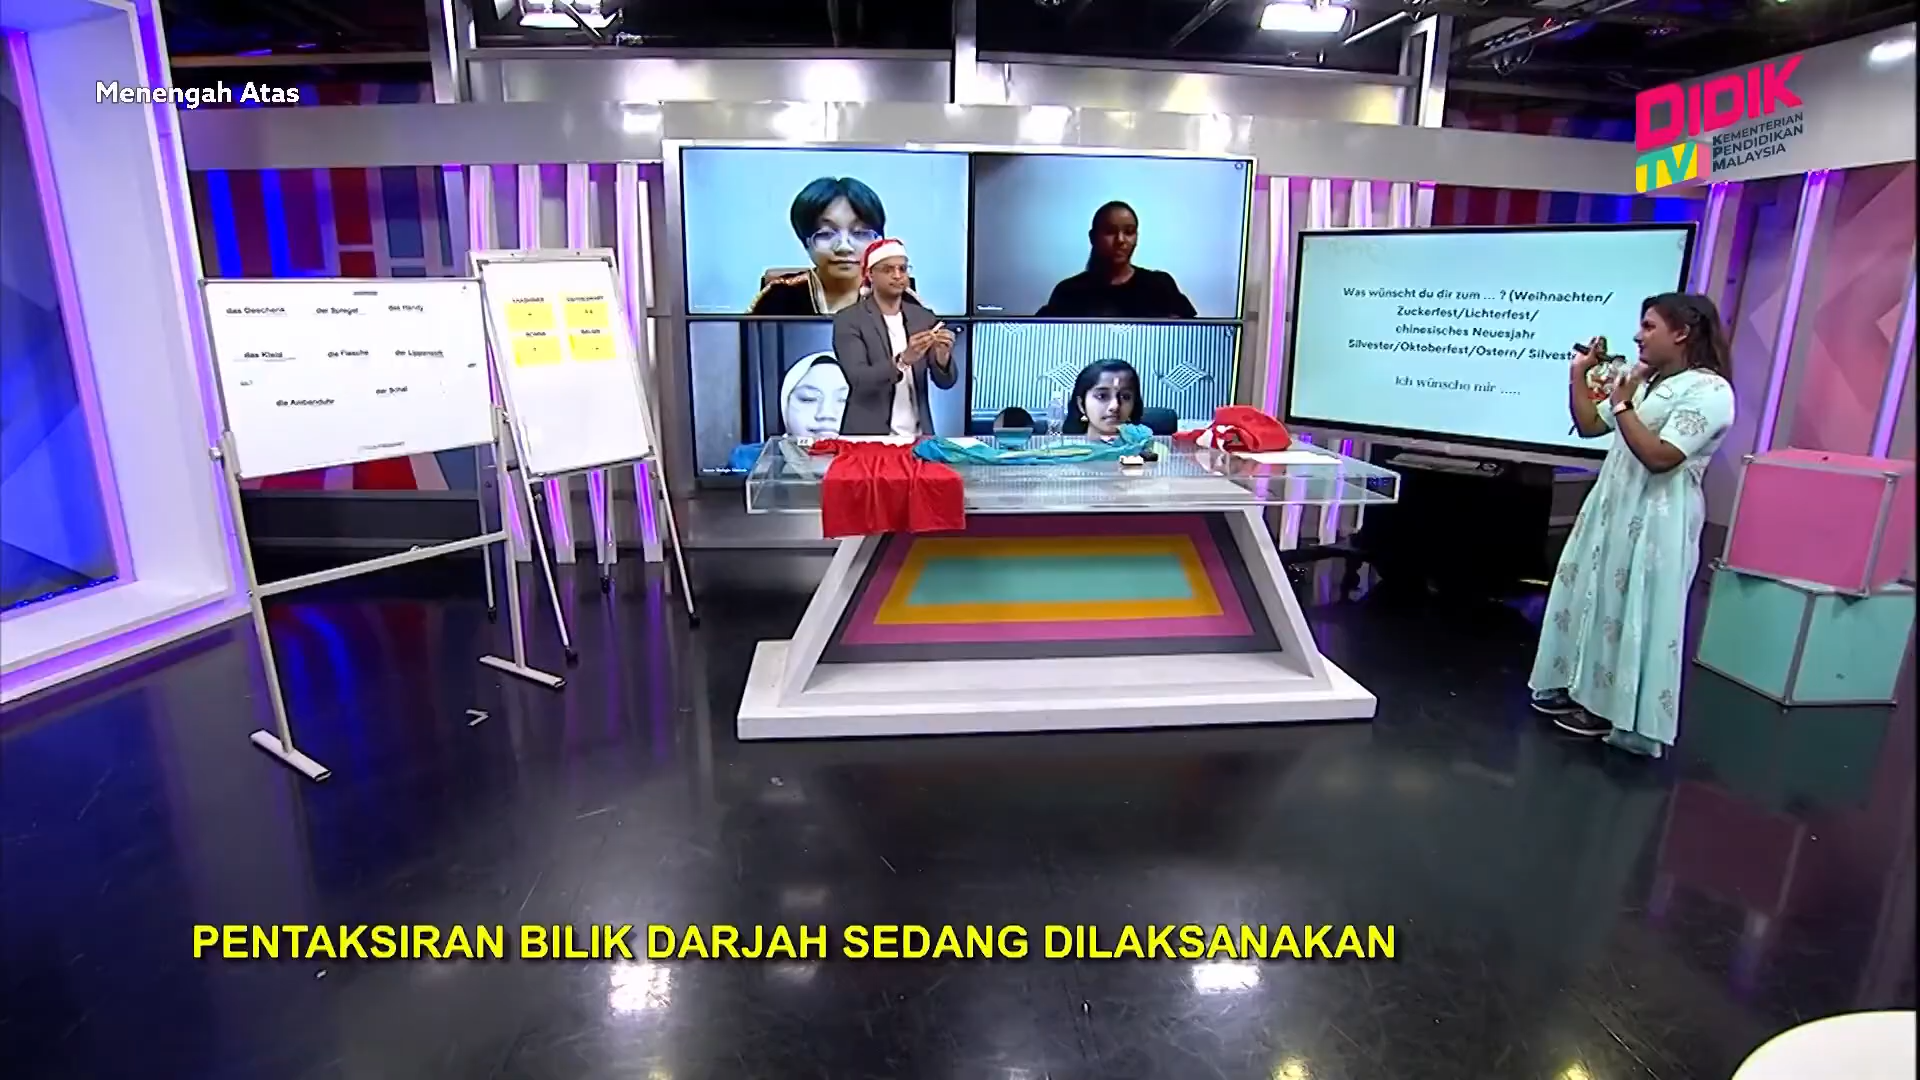 Menengah Atas
DIDIK
TV
KEMENTERIAN
PENDIDIKAN
MALAYSIA
das Geschenk der Spiegel das Handy
das Kleid die Flasche der Lippenstift
der Schal
die Armbanduhr
Was wünscht du dir zum ... ? (Weihnachten/
Zuckerfest/Lichterfest/
chinesisches Neuesjahr
Silvester/Oktoberfest/Ostern/ Silvest
Ich wünsche mir .....
PENTAKSIRAN BILIK DARJAH SEDANG DILAKSANAKAN